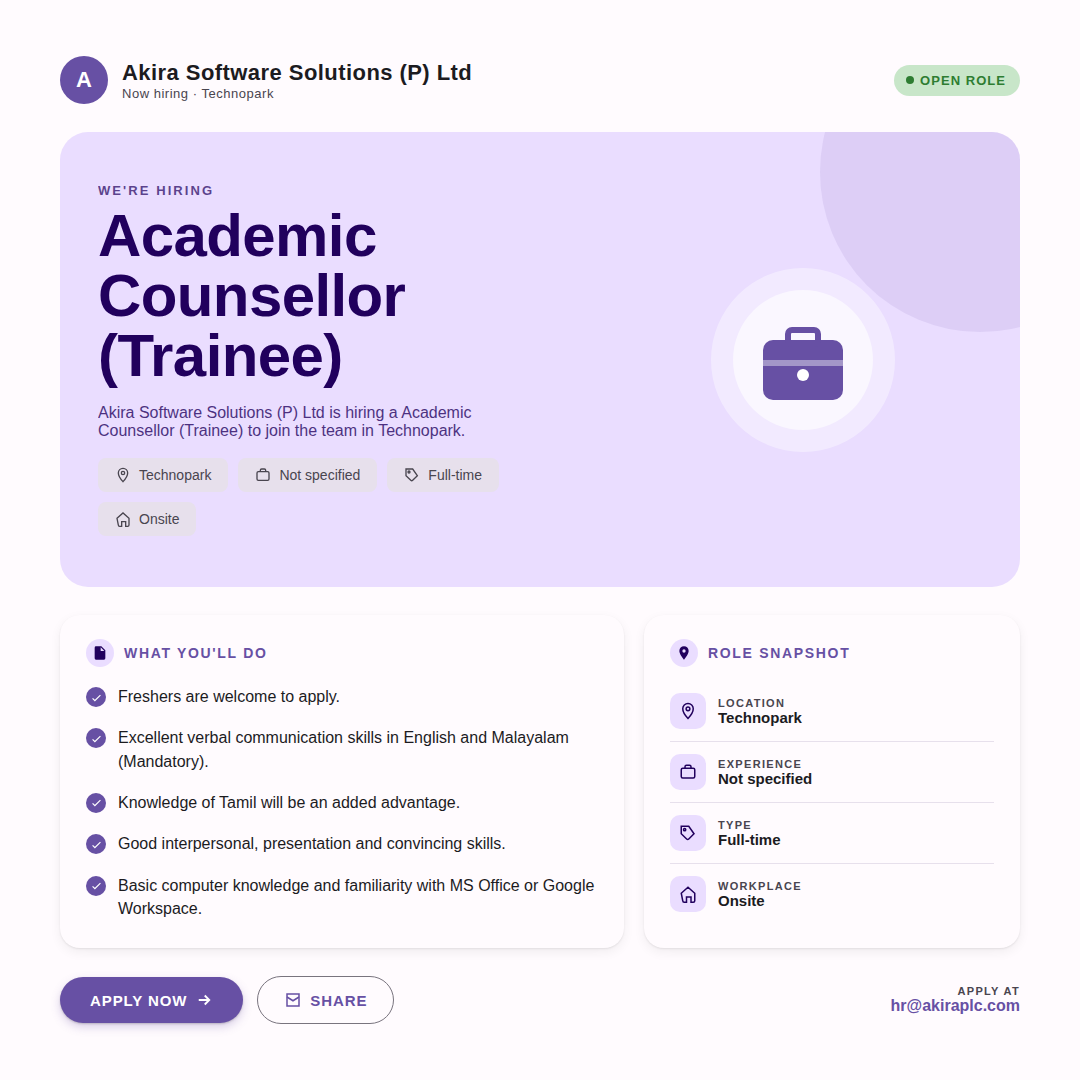 A
Akira Software Solutions (P) Ltd
Now hiring · Technopark
OPEN ROLE
WE'RE HIRING
Academic
Counsellor
(Trainee)
Akira Software Solutions (P) Ltd is hiring a Academic
Counsellor (Trainee) to join the team in Technopark.
Technopark
Not specified
Full-time
Onsite
WHAT YOU'LL DO
Freshers are welcome to apply.
Excellent verbal communication skills in English and Malayalam
(Mandatory).
Knowledge of Tamil will be an added advantage.
Good interpersonal, presentation and convincing skills.
Basic computer knowledge and familiarity with MS Office or Google
Workspace.
ROLE SNAPSHOT
LOCATION
Technopark
EXPERIENCE
Not specified
TYPE
Full-time
WORKPLACE
Onsite
APPLY NOW
SHARE
APPLY AT
hr@akiraplc.com